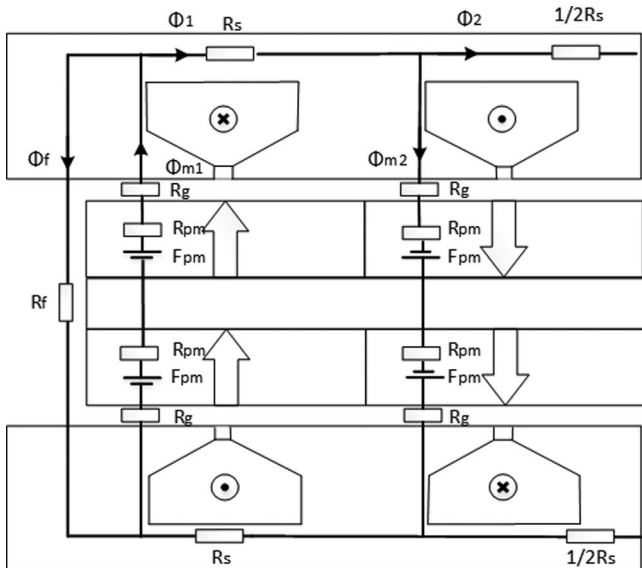 Φ1 Rs Φ2 1/2Rs
Φf Φm1 Φm2
Rg Rg
Rpm Rpm
Fpm Fpm
Rf
Rpm Rpm
Fpm Fpm
Rg Rg
Rs 1/2Rs